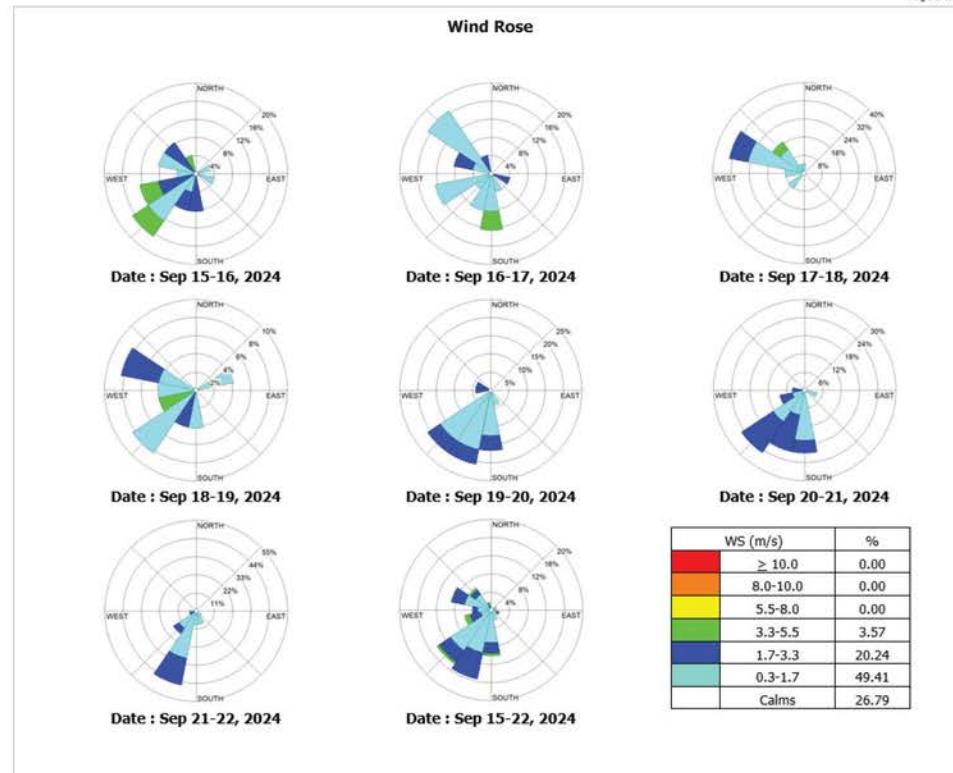 Wind Rose
NORTH
20%
16%
12%
8%
4%
WEST
EAST
SOUTH
Date : Sep 15-16, 2024
NORTH
20%
16%
12%
8%
4%
WEST
EAST
SOUTH
Date : Sep 16-17, 2024
NORTH
40%
32%
24%
16%
8%
WEST
EAST
SOUTH
Date : Sep 17-18, 2024
NORTH
10%
8%
6%
4%
2%
WEST
EAST
SOUTH
Date : Sep 18-19, 2024
NORTH
25%
20%
15%
10%
5%
WEST
EAST
SOUTH
Date : Sep 19-20, 2024
NORTH
30%
24%
18%
12%
6%
WEST
EAST
SOUTH
Date : Sep 20-21, 2024
NORTH
55%
44%
33%
22%
11%
WEST
EAST
SOUTH
Date : Sep 21-22, 2024
NORTH
20%
16%
12%
8%
4%
WEST
EAST
SOUTH
Date : Sep 15-22, 2024
WS (m/s) %
≥ 10.0 0.00
8.0-10.0 0.00
5.5-8.0 0.00
3.3-5.5 3.57
1.7-3.3 20.24
0.3-1.7 49.41
Calms 26.79